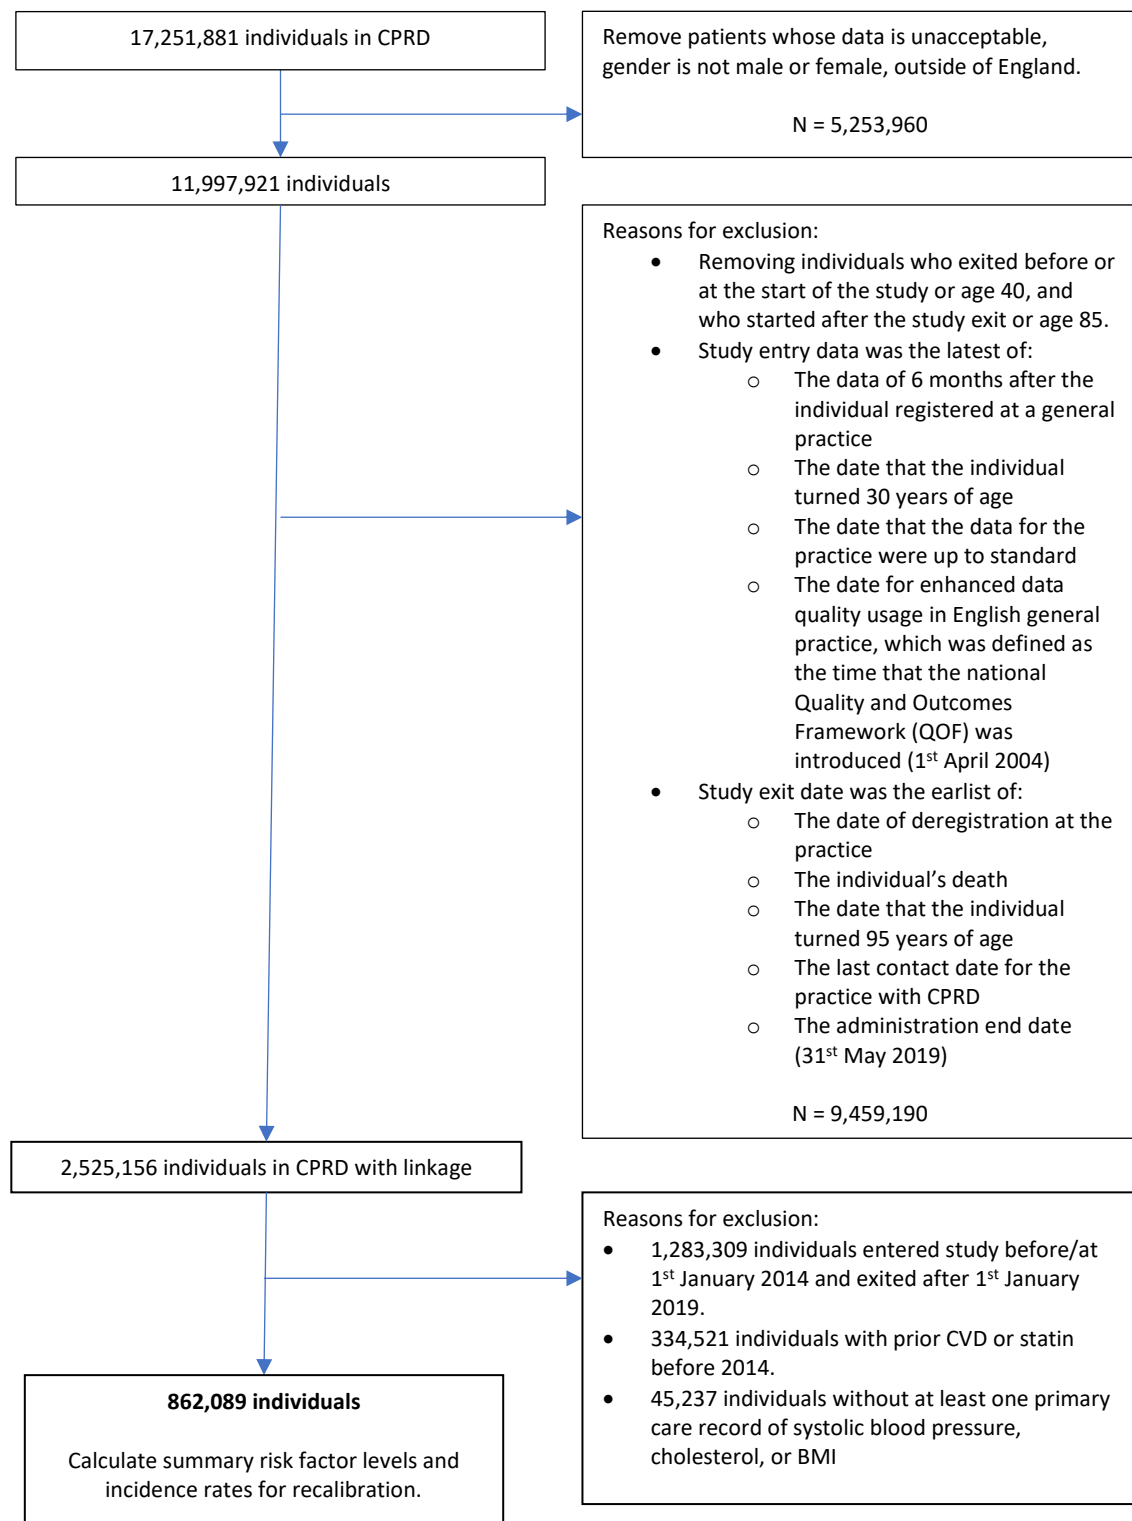 17,251,881 individuals in CPRD
Remove patients whose data is unacceptable,
gender is not male or female, outside of England.
N = 5,253,960
11,997,921 individuals
Reasons for exclusion:
• Removing individuals who exited before or
at the start of the study or age 40, and
who started after the study exit or age 85.
• Study entry data was the latest of:
o The data of 6 months after the
individual registered at a general
practice
o The date that the individual
turned 30 years of age
o The date that the data for the
practice were up to standard
o The date for enhanced data
quality usage in English general
practice, which was defined as
the time that the national
Quality and Outcomes
Framework (QOF) was
introduced (1st April 2004)
• Study exit date was the earlist of:
o The date of deregistration at the
practice
o The individual’s death
o The date that the individual
turned 95 years of age
o The last contact date for the
practice with CPRD
o The administration end date
(31st May 2019)
N = 9,459,190
2,525,156 individuals in CPRD with linkage
Reasons for exclusion:
• 1,283,309 individuals entered study before/at
1st January 2014 and exited after 1st January
2019.
• 334,521 individuals with prior CVD or statin
before 2014.
• 45,237 individuals without at least one primary
care record of systolic blood pressure,
cholesterol, or BMI
862,089 individuals
Calculate summary risk factor levels and
incidence rates for recalibration.